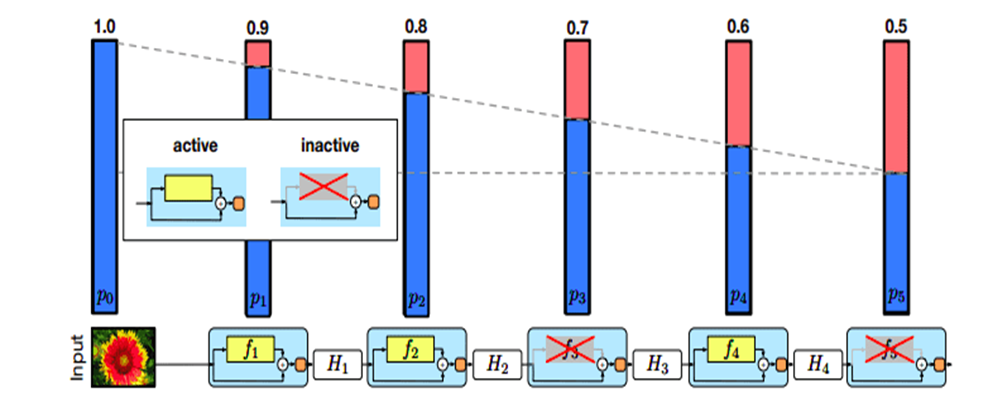 1.0 0.9 0.8 0.7 0.6 0.5
active inactive
p₀ p₁ p₂ p₃ p₄ p₅
Input f₁ H₁ f₂ H₂ f₃ H₃ f₄ H₄ f₅